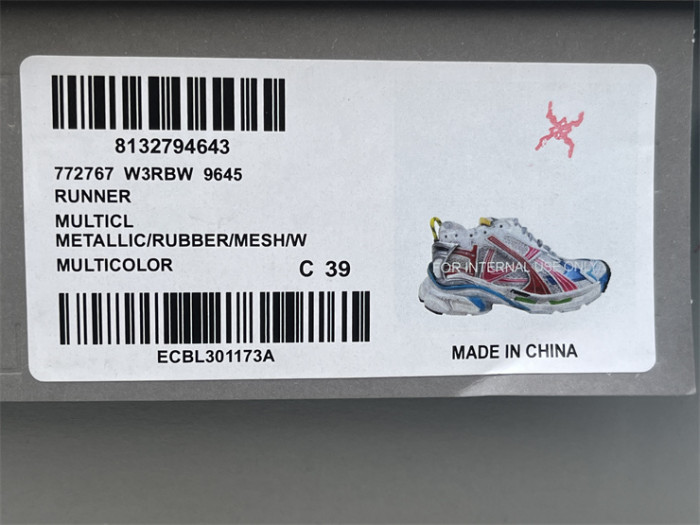 8132794643
772767 W3RBW 9645
RUNNER
MULTICL
METALLIC/RUBBER/MESH/W
MULTICOLOR
C 39
ECBL301173A
FOR INTERNAL USE ONLY
MADE IN CHINA